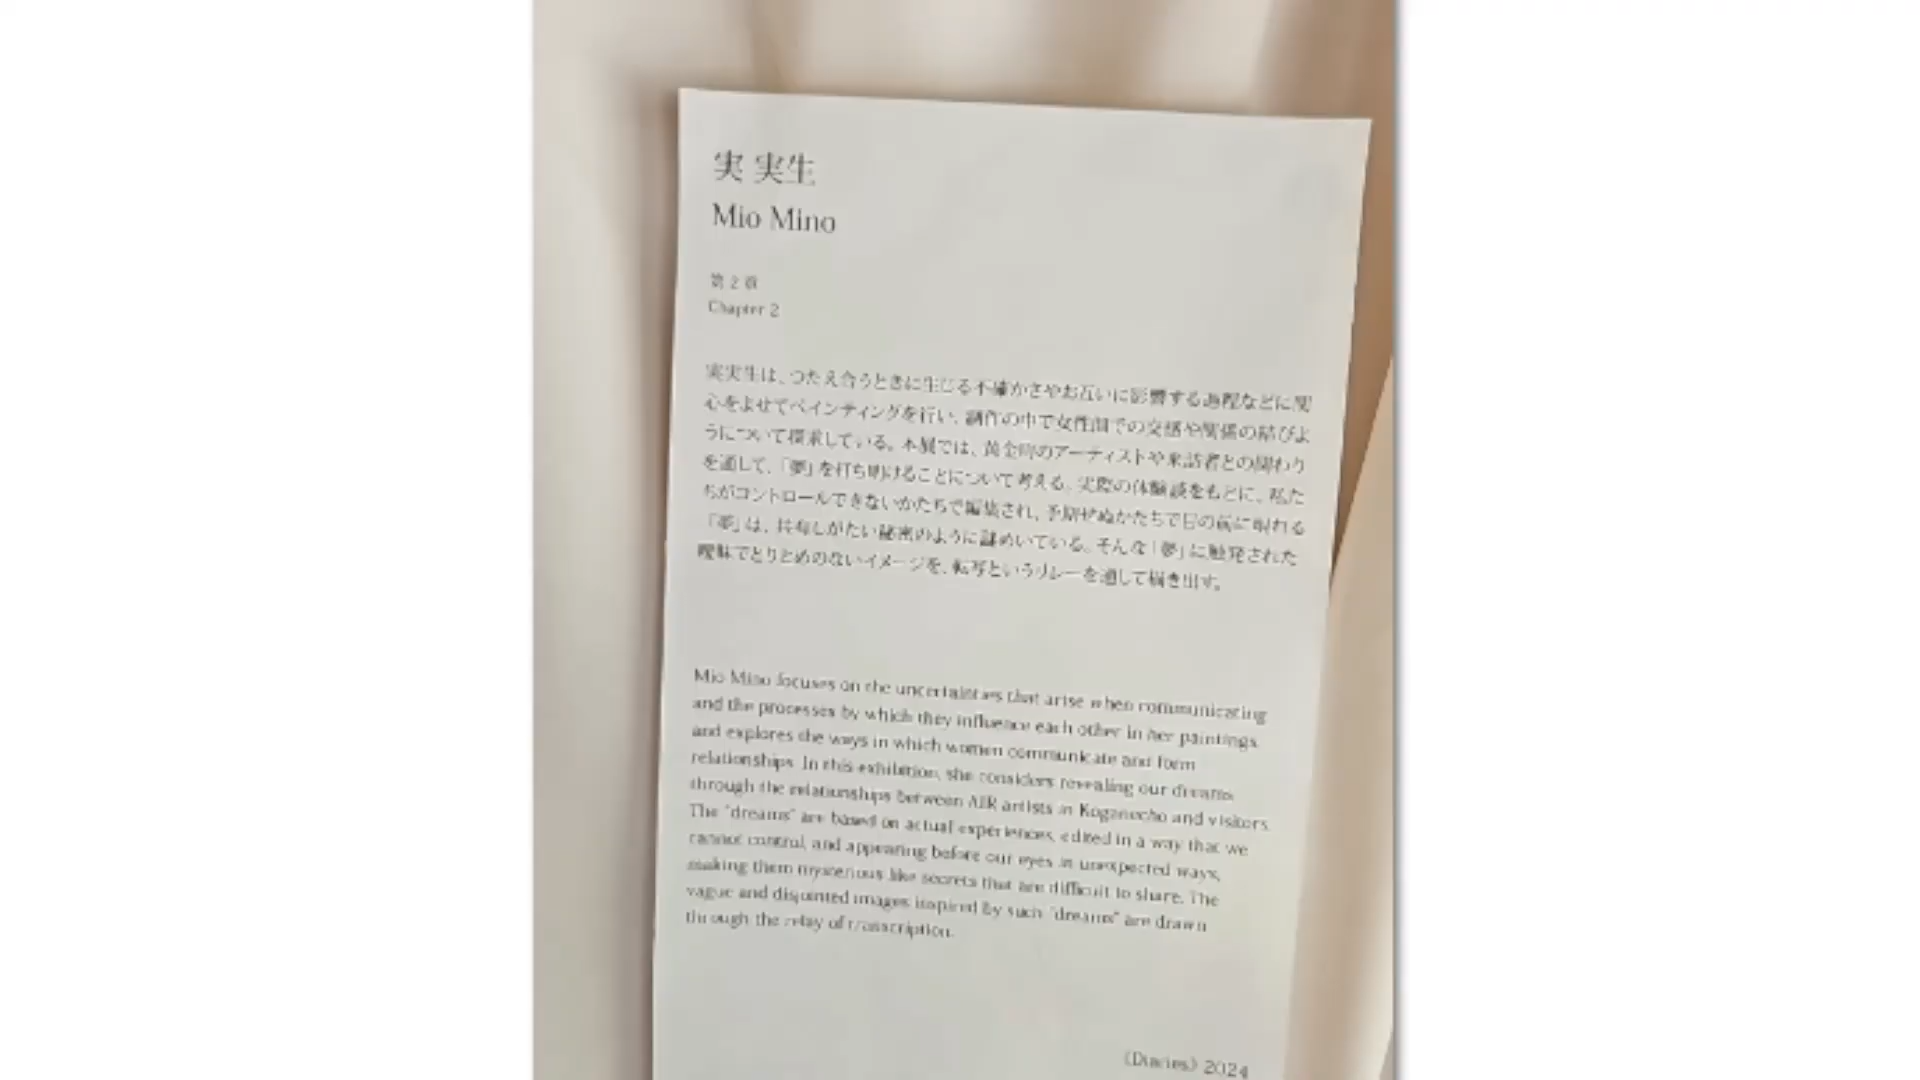 実 実生
Mio Mino
第2章
Chapter 2
実実生は、つたえ合うときに生じる不確かさやお互いに影響する過程などに関
心をよせてペインティングを行い、制作の中で女性間での交感や関係の結びよ
うについて探求している。本展では、黄金町のアーティストや来訪者との関わり
を通して、「夢」を打ち明けることについて考える。実際の体験談をもとに、私た
ちがコントロールできないかたちで編集され、予期せぬかたちで目の前に現れる
「夢」は、共有しがたい秘密のように謎めいている。そんな「夢」に触発された
曖昧でとりとめのないイメージを、転写というリレーを通して描き出す。
Mio Mino focuses on the uncertainties that arise when communicating
and the processes by which they influence each other in her paintings
and explores the ways in which women communicate and form
relationships. In this exhibition, she considers revealing our dreams
through the relationships between AIR artists in Koganecho and visitors.
The "dreams" are based on actual experiences, edited in a way that we
cannot control, and appearing before our eyes in unexpected ways,
making them mysterious like secrets that are difficult to share. The
vague and disjointed images inspired by such "dreams" are drawn
through the relay of transcription.
《Diaries》2024